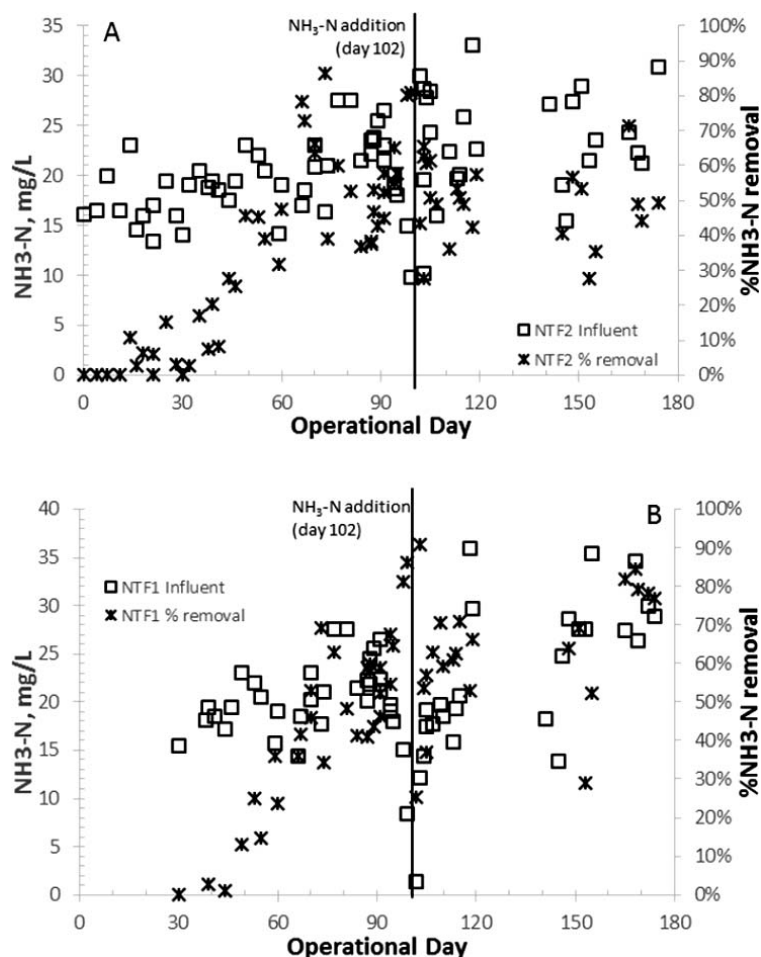 A
NH₃-N addition
(day 102)
NH3-N, mg/L
35
30
25
20
15
10
5
0
100%
90%
80%
70%
60%
50%
40%
30%
20%
10%
0%
%NH3-N removal
NTF2 Influent
NTF2 % removal
0 30 60 90 120 150 180
Operational Day
B
NH₃-N addition
(day 102)
NH3-N, mg/L
40
35
30
25
20
15
10
5
0
100%
90%
80%
70%
60%
50%
40%
30%
20%
10%
0%
%NH3-N removal
NTF1 Influent
NTF1 % removal
0 30 60 90 120 150 180
Operational Day